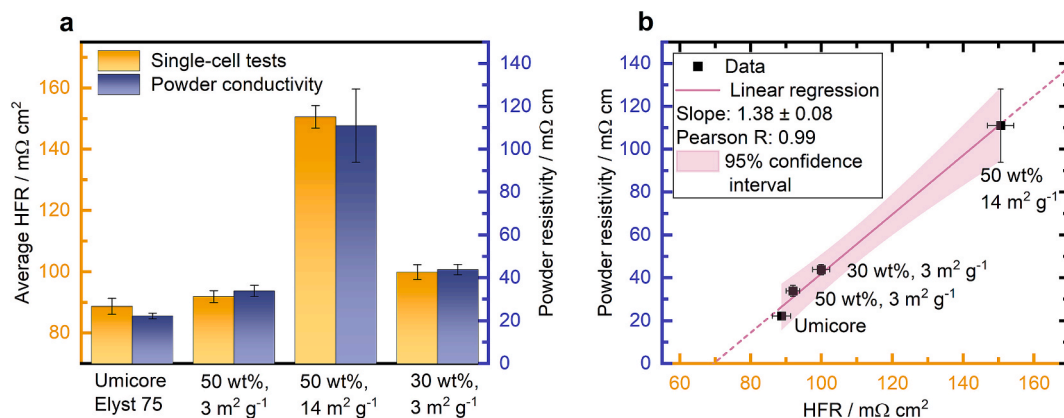 a
Single-cell tests
Powder conductivity
Average HFR / mΩ cm²
160
140
120
100
80
Powder resistivity / mΩ cm
140
120
100
80
60
40
20
0
Umicore
Elyst 75
50 wt%,
3 m² g⁻¹
50 wt%,
14 m² g⁻¹
30 wt%,
3 m² g⁻¹
b
Data
Linear regression
Slope: 1.38 ± 0.08
Pearson R: 0.99
95% confidence
interval
Powder resistivity / mΩ cm
140
120
100
80
60
40
20
0
50 wt%
14 m² g⁻¹
30 wt%, 3 m² g⁻¹
50 wt%, 3 m² g⁻¹
Umicore
60 80 100 120 140 160
HFR / mΩ cm²